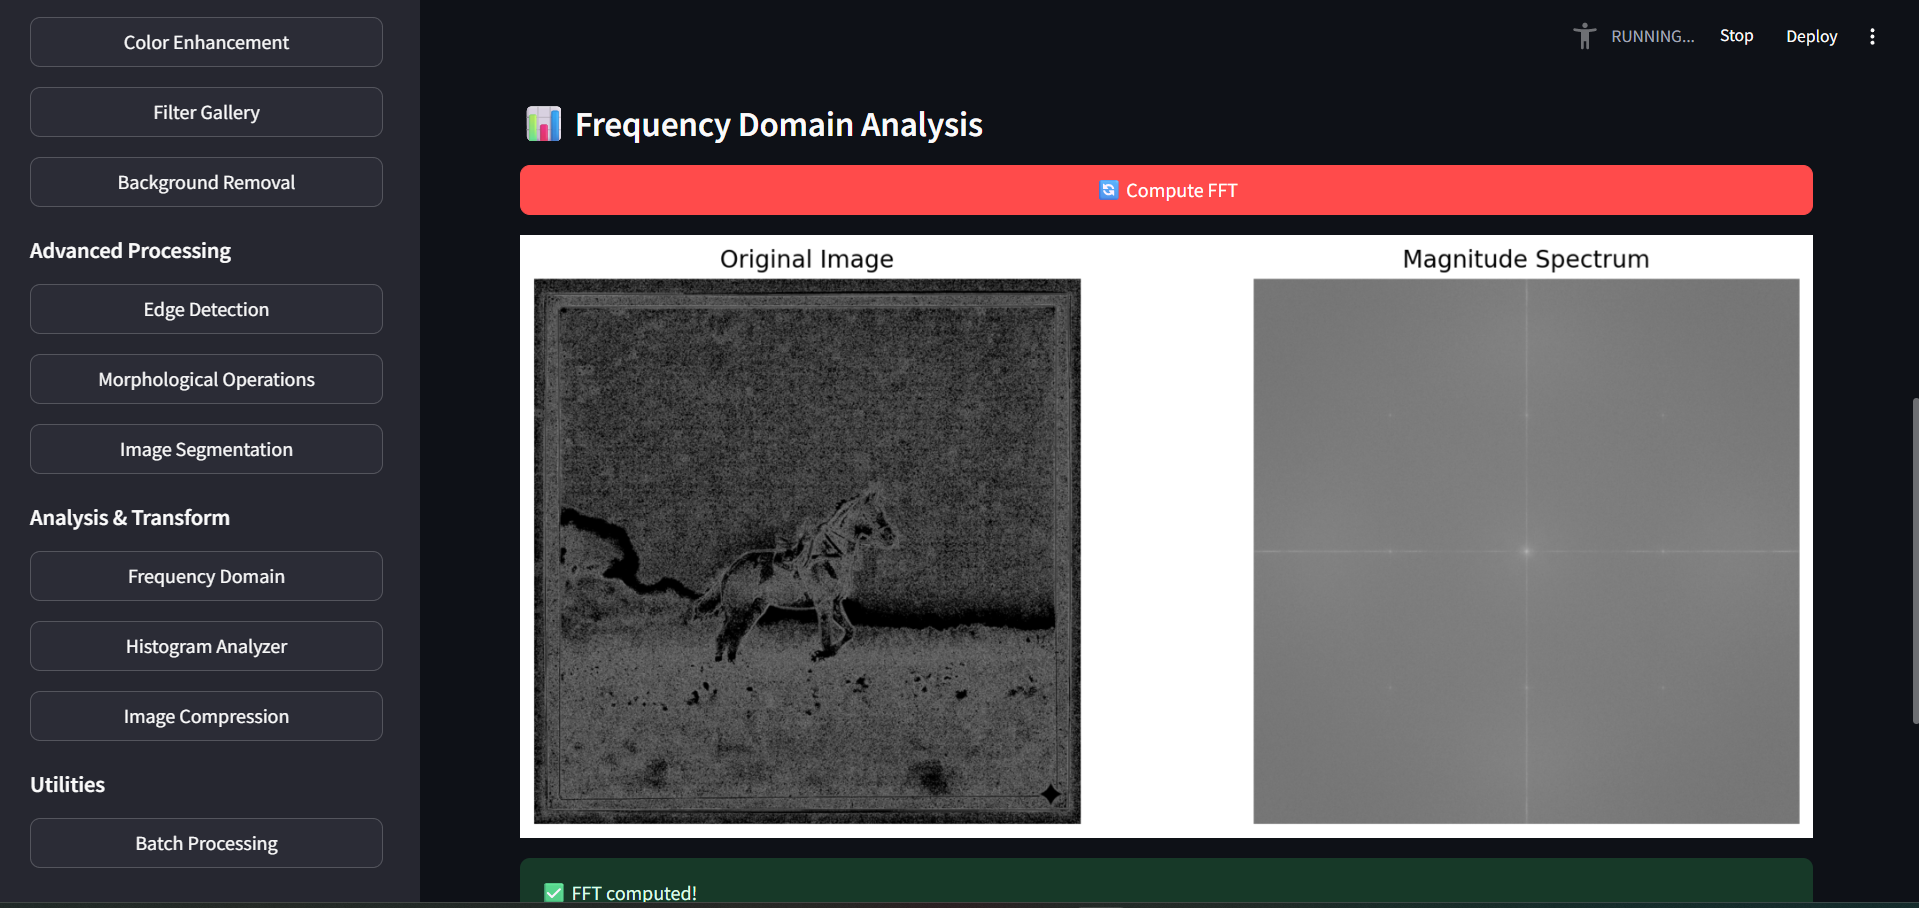 Color Enhancement
Filter Gallery
Background Removal
Advanced Processing
Edge Detection
Morphological Operations
Image Segmentation
Analysis & Transform
Frequency Domain
Histogram Analyzer
Image Compression
Utilities
Batch Processing
RUNNING...
Stop
Deploy
Frequency Domain Analysis
Compute FFT
Original Image
Magnitude Spectrum
FFT computed!